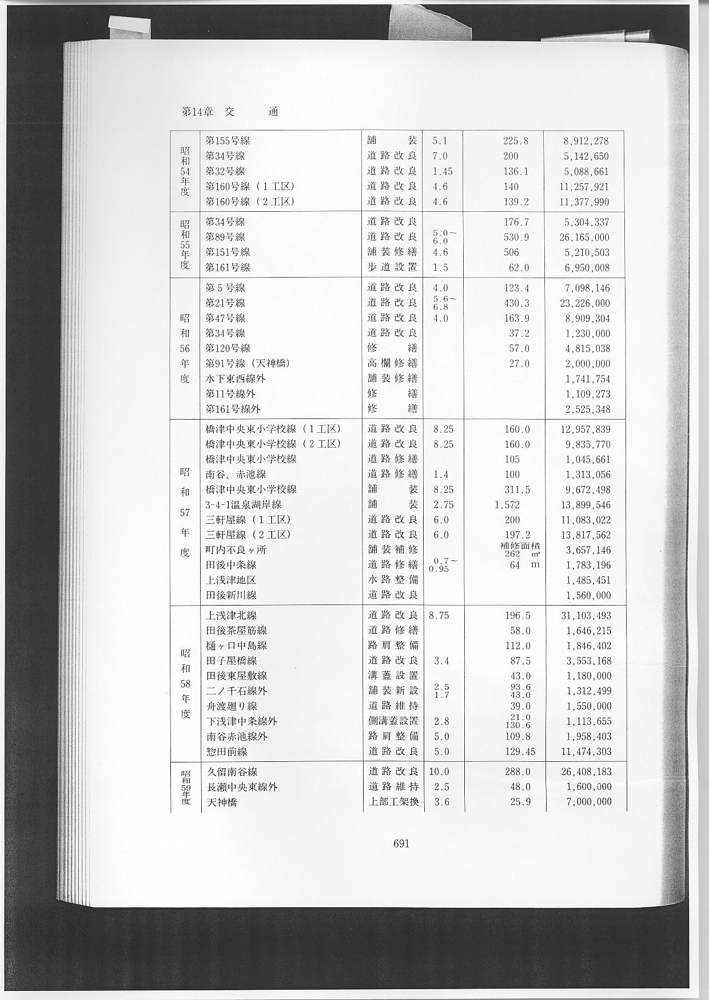 第14章 交 通
昭和54年度
第155号線 舗装 5.1 225.8 8,912,278
第34号線 道路改良 7.0 200 5,142,650
第32号線 道路改良 1.45 136.1 5,088,661
第160号線（1工区） 道路改良 4.6 140 11,257,921
第160号線（2工区） 道路改良 4.6 139.2 11,377,990
昭和55年度
第34号線 道路改良 176.7 5,304,337
第89号線 道路改良 5.0～6.0 530.9 26,165,000
第151号線 舗装修繕 4.6 506 5,210,503
第161号線 歩道設置 1.5 62.0 6,950,008
昭和56年度
第5号線 道路改良 4.0 123.4 7,098,146
第21号線 道路改良 5.6～6.8 430.3 23,226,000
第47号線 道路改良 4.0 163.9 8,909,304
第34号線 道路改良 37.2 1,230,000
第120号線 修繕 57.0 4,815,038
第91号線（天神橋） 高欄修繕 27.0 2,000,000
水下東西線外 舗装修繕 1,741,754
第11号線外 修繕 1,109,273
第161号線外 修繕 2,525,348
昭和57年度
橋津中央東小学校線（1工区） 道路改良 8.25 160.0 12,957,839
橋津中央東小学校線（2工区） 道路改良 8.25 160.0 9,835,770
橋津中央東小学校線 道路修繕 105 1,045,661
南谷、赤池線 道路修繕 1.4 100 1,313,056
橋津中央東小学校線 舗装 8.25 311.5 9,672,498
3-4-1温泉湖岸線 舗装 2.75 1,572 13,899,546
三軒屋線（1工区） 道路改良 6.0 200 11,083,022
三軒屋線（2工区） 道路改良 6.0 197.2 13,817,562
町内不良ヶ所 舗装補修 補修面積 262 ㎡ 3,657,146
田後中条線 道路修繕 0.7～0.95 64 m 1,783,196
上浅津地区 水路整備 1,485,451
田後新川線 道路改良 1,560,000
昭和58年度
上浅津北線 道路改良 8.75 196.5 31,103,493
田後茶屋筋線 道路修繕 58.0 1,646,215
樋ヶ口中島線 路肩整備 112.0 1,846,402
田子屋橋線 道路改良 3.4 87.5 3,553,168
田後東屋敷線 溝蓋設置 43.0 1,180,000
二ノ千石線外 舗装新設 2.5 1.7 93.6 43.0 1,312,499
舟渡廻り線 道路維持 39.0 1,550,000
下浅津中条線外 側溝蓋設置 2.8 21.0 130.6 1,113,655
南谷赤池線外 路肩整備 5.0 109.8 1,958,403
惣田前線 道路改良 5.0 129.45 11,474,303
昭和59年度
久留南谷線 道路改良 10.0 288.0 26,408,183
長瀬中央東線外 道路維持 2.5 48.0 1,600,000
天神橋 上部工架換 3.6 25.9 7,000,000
691